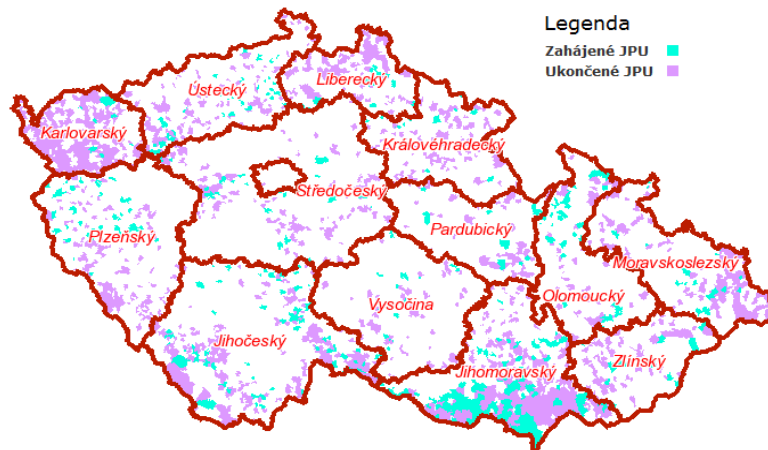 Legenda
Zahájené JPU
Ukončené JPU
Liberecký
Ústecký
Karlovarský
Královéhradecký
Středočeský
Pardubický
Plzeňský
Moravskoslezský
Olomoucký
Vysočina
Jihočeský
Zlínský
Jihomoravský